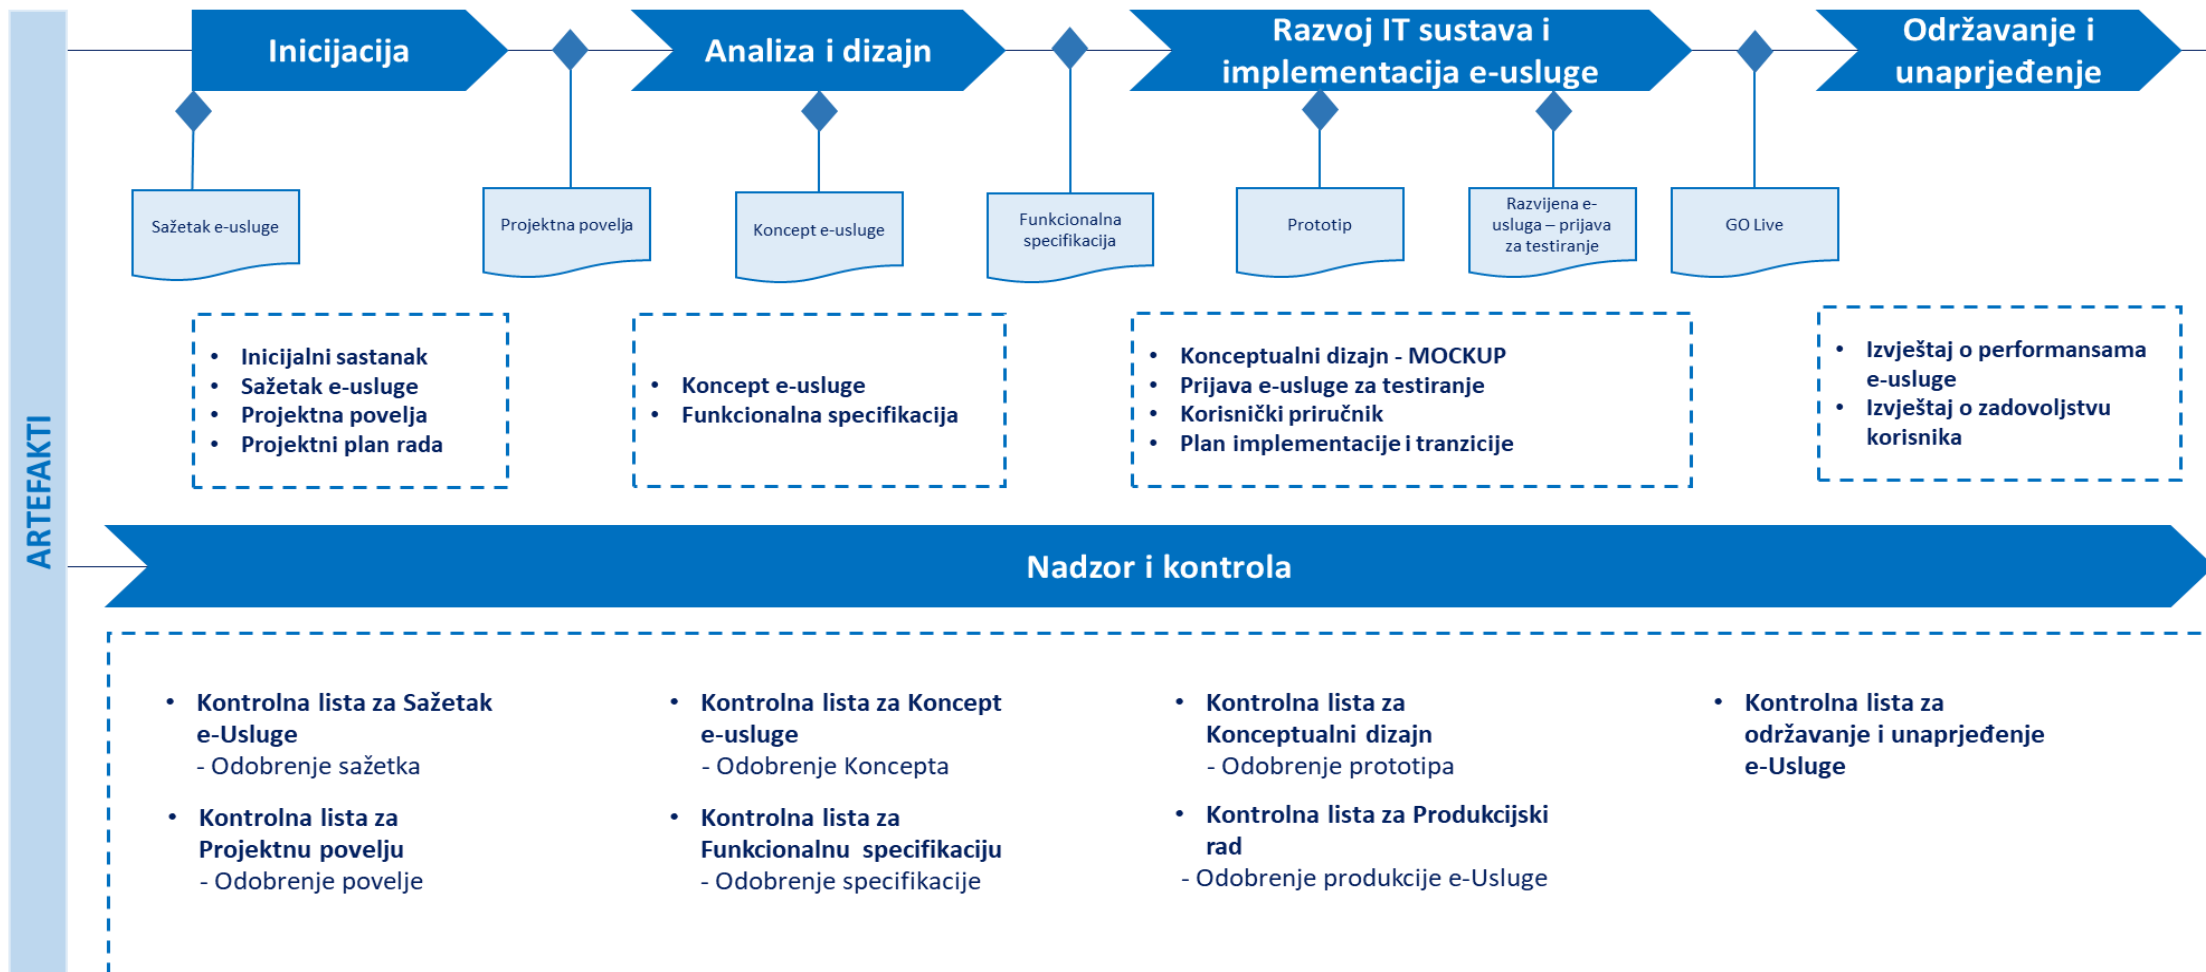 ARTEFAKTI
Inicijacija
Analiza i dizajn
Razvoj IT sustava i
implementacija e-usluge
Održavanje i
unaprjeđenje
Sažetak e-usluge
Projektna povelja
Koncept e-usluge
Funkcionalna
specifikacija
Prototip
Razvijena e-
usluga – prijava
za testiranje
GO Live
• Inicijalni sastanak
• Sažetak e-usluge
• Projektna povelja
• Projektni plan rada
• Koncept e-usluge
• Funkcionalna specifikacija
• Konceptualni dizajn - MOCKUP
• Prijava e-usluge za testiranje
• Korisnički priručnik
• Plan implementacije i tranzicije
• Izvještaj o performansama
e-usluge
• Izvještaj o zadovoljstvu
korisnika
Nadzor i kontrola
• Kontrolna lista za Sažetak
e-Usluge
- Odobrenje sažetka
• Kontrolna lista za
Projektnu povelju
- Odobrenje povelje
• Kontrolna lista za Koncept
e-usluge
- Odobrenje Koncepta
• Kontrolna lista za
Funkcionalnu specifikaciju
- Odobrenje specifikacije
• Kontrolna lista za
Konceptualni dizajn
- Odobrenje prototipa
• Kontrolna lista za Produkcijski
rad
- Odobrenje produkcije e-Usluge
• Kontrolna lista za
održavanje i unaprjeđenje
e-Usluge